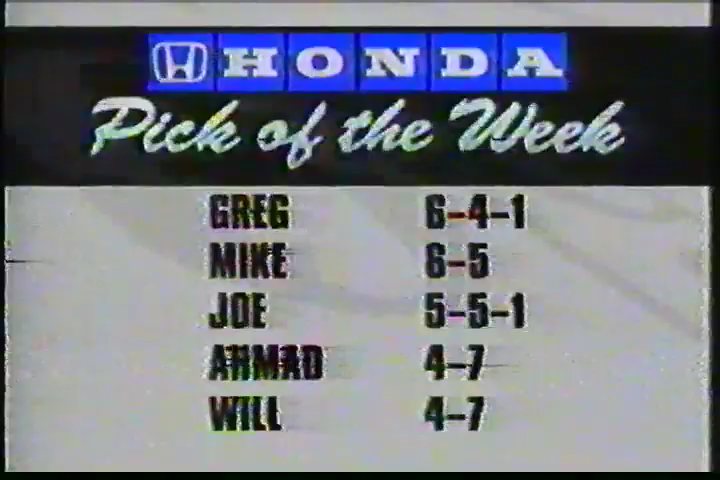 HONDA
Pick of the Week
GREG 6-4-1
MIKE 6-5
JOE 5-5-1
AHMAD 4-7
WILL 4-7